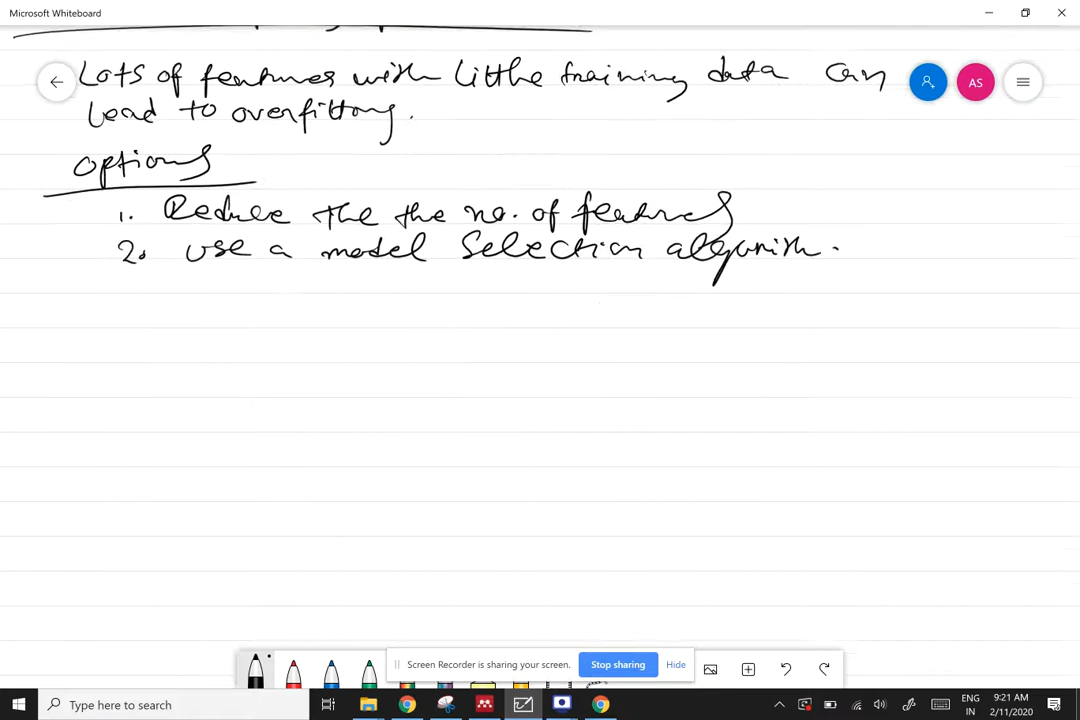 Microsoft Whiteboard
Lots of features with litthe training data can
lead to overfitting.
options
1. Reduce the the no. of features
2. use a model Selection algorith.
AS
Screen Recorder is sharing your screen.
Stop sharing
Hide
Type here to search
ENG
IN
9:21 AM
2/11/2020